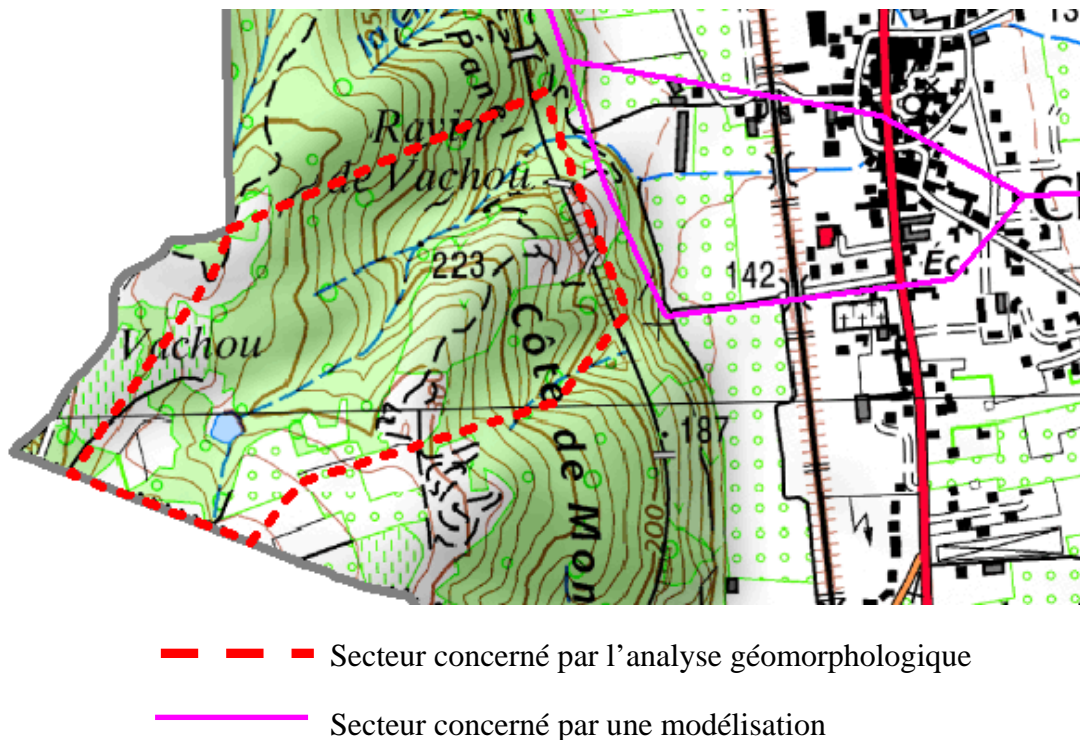 Ravin
de Vachou
223
Vachou
142
Éc.
Côte de Mon
187
200
Secteur concerné par l'analyse géomorphologique
Secteur concerné par une modélisation